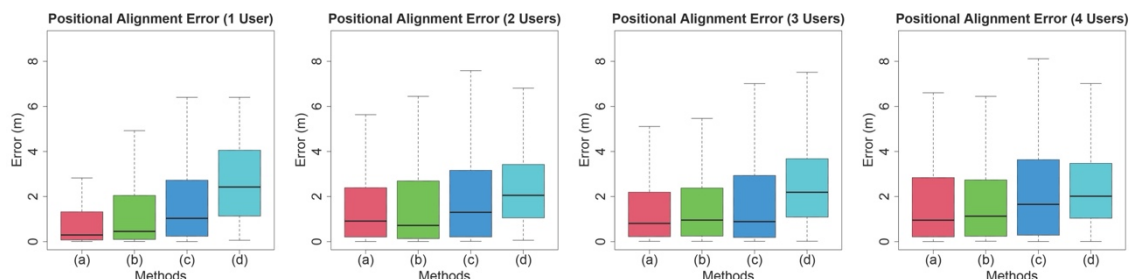 Positional Alignment Error (1 User)
Error (m)
8
6
4
2
0
(a) (b) (c) (d)
Methods
Positional Alignment Error (2 Users)
Error (m)
8
6
4
2
0
(a) (b) (c) (d)
Methods
Positional Alignment Error (3 Users)
Error (m)
8
6
4
2
0
(a) (b) (c) (d)
Methods
Positional Alignment Error (4 Users)
Error (m)
8
6
4
2
0
(a) (b) (c) (d)
Methods